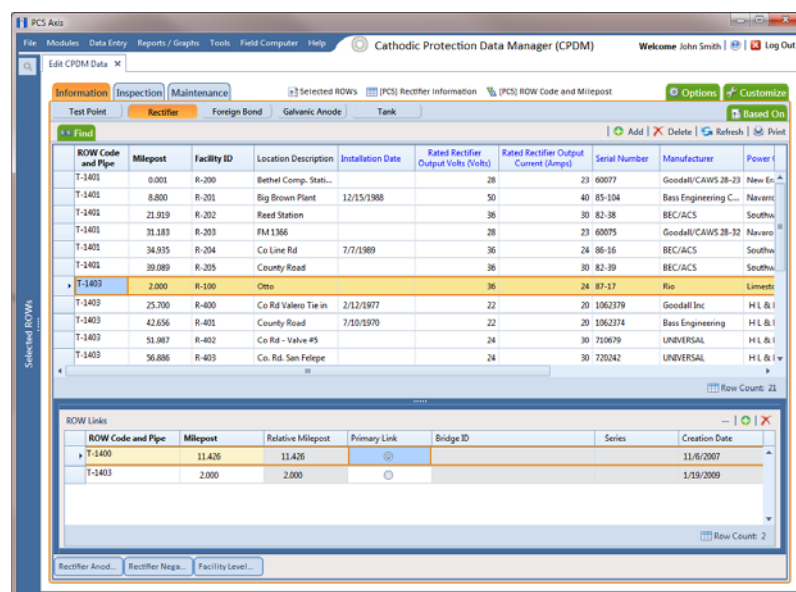 PCS Axis
File Modules Data Entry Reports / Graphs Tools Field Computer Help Cathodic Protection Data Manager (CPDM) Welcome John Smith Log Out
Edit CPDM Data
Information Inspection Maintenance Selected ROWs [PCS] Rectifier Information [PCS] ROW Code and Milepost Options Customize
Test Point Rectifier Foreign Bond Galvanic Anode Tank Based On
Find Add Delete Refresh Print
ROW Code and Pipe Milepost Facility ID Location Description Installation Date Rated Rectifier Output Volts (Volts) Rated Rectifier Output Current (Amps) Serial Number Manufacturer Power
T-1401 0.001 R-200 Bethel Comp. Stati... 28 23 60077 Goodall/CAWS 28-23 New En
T-1401 8.800 R-201 Big Brown Plant 12/15/1988 50 40 85-104 Bass Engineering C... Navarro
T-1401 21.919 R-202 Reed Station 36 30 82-38 BEC/ACS Southw
T-1401 31.183 R-203 FM 1366 28 23 60075 Goodall/CAWS 28-32 Navaro
T-1401 34.935 R-204 Co Line Rd 7/7/1989 36 24 86-16 BEC/ACS Southw
T-1401 39.089 R-205 County Road 36 30 82-39 BEC/ACS Southw
T-1403 2.000 R-100 Otto 36 24 87-17 Rio Limesto
T-1403 25.700 R-400 Co Rd Valero Tie in 2/12/1977 22 20 1062379 Goodall Inc H L & I
T-1403 42.656 R-401 County Road 7/10/1970 22 20 1062374 Bass Engineering H L & I
T-1403 51.987 R-402 Co Rd - Valve #5 24 30 710679 UNIVERSAL H L & I
T-1403 56.886 R-403 Co. Rd. San Felepe 24 30 720242 UNIVERSAL H L & I
Row Count: 21
Selected ROWs
ROW Links
ROW Code and Pipe Milepost Relative Milepost Primary Link Bridge ID Series Creation Date
T-1400 11.426 11.426 11/6/2007
T-1403 2.000 2.000 1/19/2009
Row Count: 2
Rectifier Anod... Rectifier Nega... Facility Level...